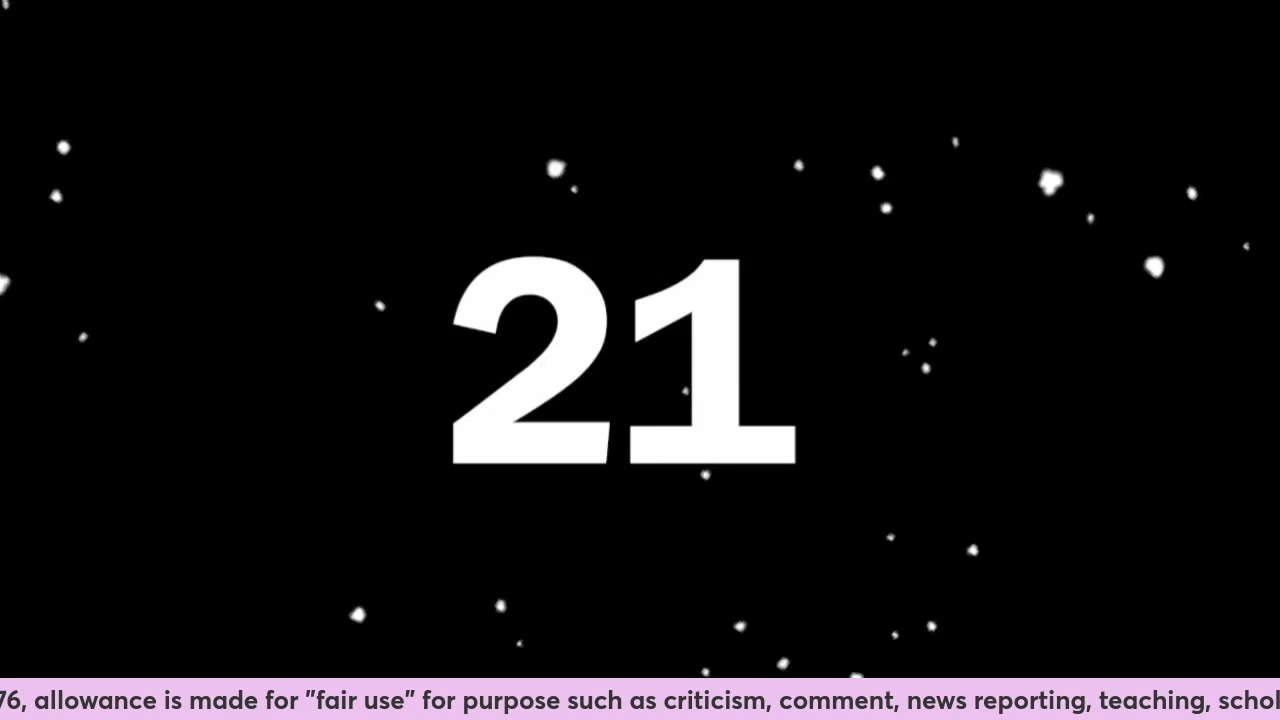 21
76, allowance is made for "fair use" for purpose such as criticism, comment, news reporting, teaching, schol